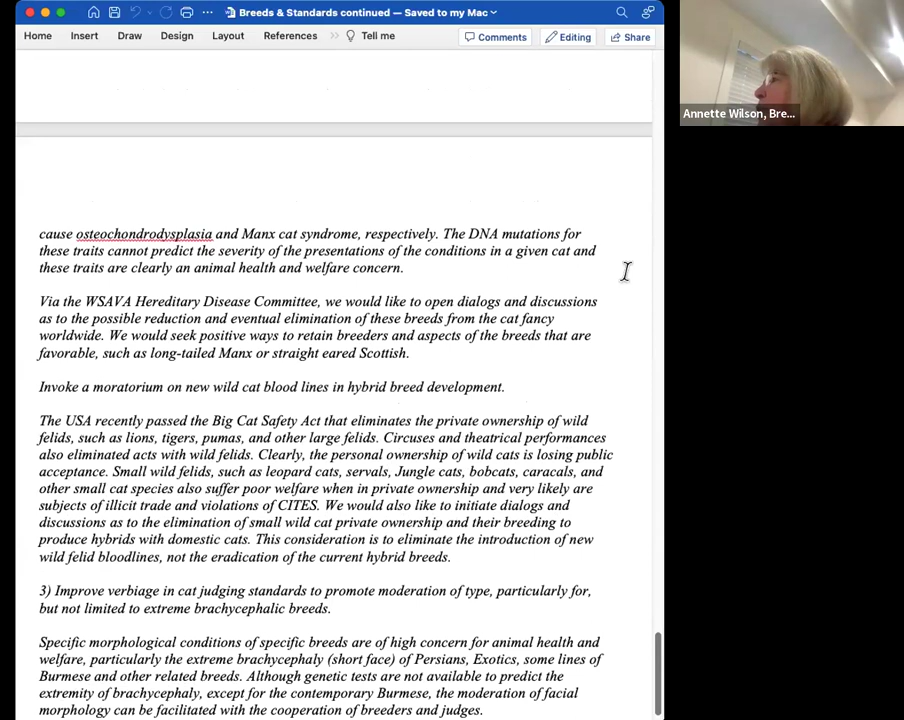 Breeds & Standards continued — Saved to my Mac
Home Insert Draw Design Layout References Tell me Comments Editing Share
Annette Wilson, Bre...
cause osteochondrodysplasia and Manx cat syndrome, respectively. The DNA mutations for
these traits cannot predict the severity of the presentations of the conditions in a given cat and
these traits are clearly an animal health and welfare concern.
Via the WSAVA Hereditary Disease Committee, we would like to open dialogs and discussions
as to the possible reduction and eventual elimination of these breeds from the cat fancy
worldwide. We would seek positive ways to retain breeders and aspects of the breeds that are
favorable, such as long-tailed Manx or straight eared Scottish.
Invoke a moratorium on new wild cat blood lines in hybrid breed development.
The USA recently passed the Big Cat Safety Act that eliminates the private ownership of wild
felids, such as lions, tigers, pumas, and other large felids. Circuses and theatrical performances
also eliminated acts with wild felids. Clearly, the personal ownership of wild cats is losing public
acceptance. Small wild felids, such as leopard cats, servals, Jungle cats, bobcats, caracals, and
other small cat species also suffer poor welfare when in private ownership and very likely are
subjects of illicit trade and violations of CITES. We would also like to initiate dialogs and
discussions as to the elimination of small wild cat private ownership and their breeding to
produce hybrids with domestic cats. This consideration is to eliminate the introduction of new
wild felid bloodlines, not the eradication of the current hybrid breeds.
3) Improve verbiage in cat judging standards to promote moderation of type, particularly for,
but not limited to extreme brachycephalic breeds.
Specific morphological conditions of specific breeds are of high concern for animal health and
welfare, particularly the extreme brachycephaly (short face) of Persians, Exotics, some lines of
Burmese and other related breeds. Although genetic tests are not available to predict the
extremity of brachycephaly, except for the contemporary Burmese, the moderation of facial
morphology can be facilitated with the cooperation of breeders and judges.